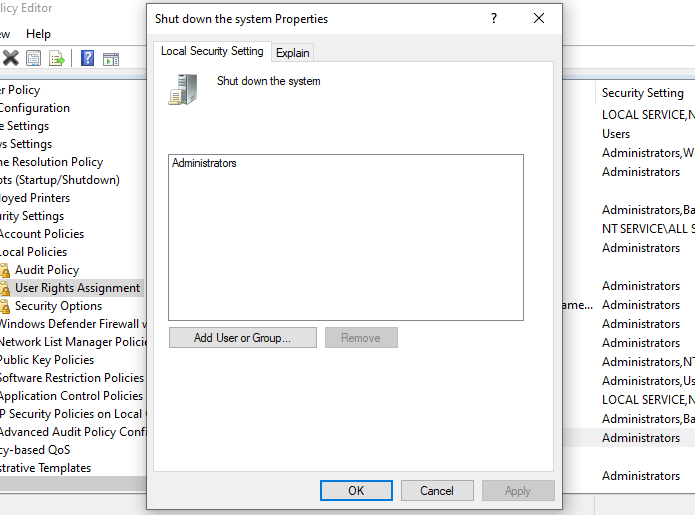 licy Editor
ew Help
r Policy
Configuration
e Settings
ws Settings
me Resolution Policy
pts (Startup/Shutdown)
loyed Printers
urity Settings
Account Policies
Local Policies
Audit Policy
User Rights Assignment
Security Options
Windows Defender Firewall w
Network List Manager Policie
Public Key Policies
Software Restriction Policies
Application Control Policies
P Security Policies on Local
Advanced Audit Policy Confi
cy-based QoS
strative Templates
Shut down the system Properties
Local Security Setting Explain
Shut down the system
Administrators
Add User or Group... Remove
OK Cancel Apply
Security Setting
LOCAL SERVICE,N
Users
Administrators,W
Administrators
Administrators,Ba
NT SERVICE\ALL S
Administrators
Administrators
ame... Administrators
Administrators
Administrators
Administrators,NT
Administrators,Us
LOCAL SERVICE,N
Administrators,Ba
Administrators
Administrators